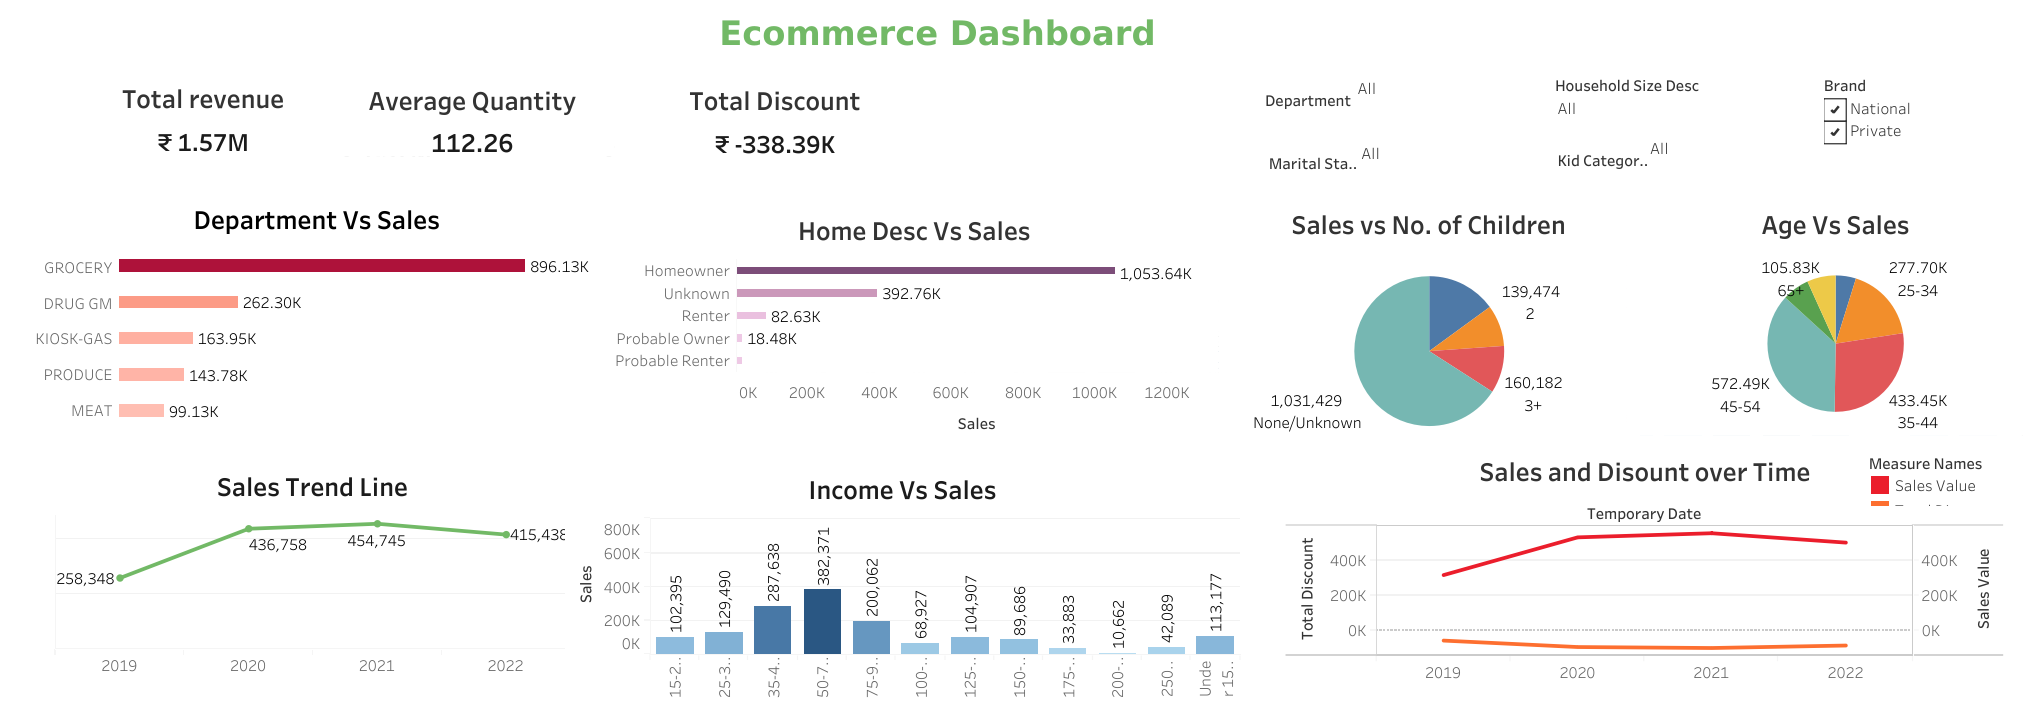 Ecommerce Dashboard
Total revenue
₹ 1.57M
Average Quantity
112.26
Total Discount
₹ -338.39K
Department
All
Household Size Desc
All
Brand
National
Private
Marital Sta..
All
Kid Categor..
All
Department Vs Sales
GROCERY
896.13K
DRUG GM
262.30K
KIOSK-GAS
163.95K
PRODUCE
143.78K
MEAT
99.13K
Home Desc Vs Sales
Homeowner
1,053.64K
Unknown
392.76K
Renter
82.63K
Probable Owner
18.48K
Probable Renter
0K 200K 400K 600K 800K 1000K 1200K
Sales
Sales vs No. of Children
139,474
2
160,182
3+
1,031,429
None/Unknown
Age Vs Sales
105.83K
65+
277.70K
25-34
572.49K
45-54
433.45K
35-44
Sales Trend Line
258,348
436,758
454,745
415,438
2019 2020 2021 2022
Income Vs Sales
Sales
800K
600K
400K
200K
0K
102,395
129,490
287,638
382,371
200,062
68,927
104,907
89,686
33,883
10,662
42,089
113,177
15-2..
25-3..
35-4..
50-7..
75-9..
100-..
125-..
150-..
175-..
200-..
250..
Unde
r 15..
Sales and Disount over Time
Measure Names
Sales Value
Temporary Date
Total Discount
400K
200K
0K
400K
200K
0K
Sales Value
2019 2020 2021 2022